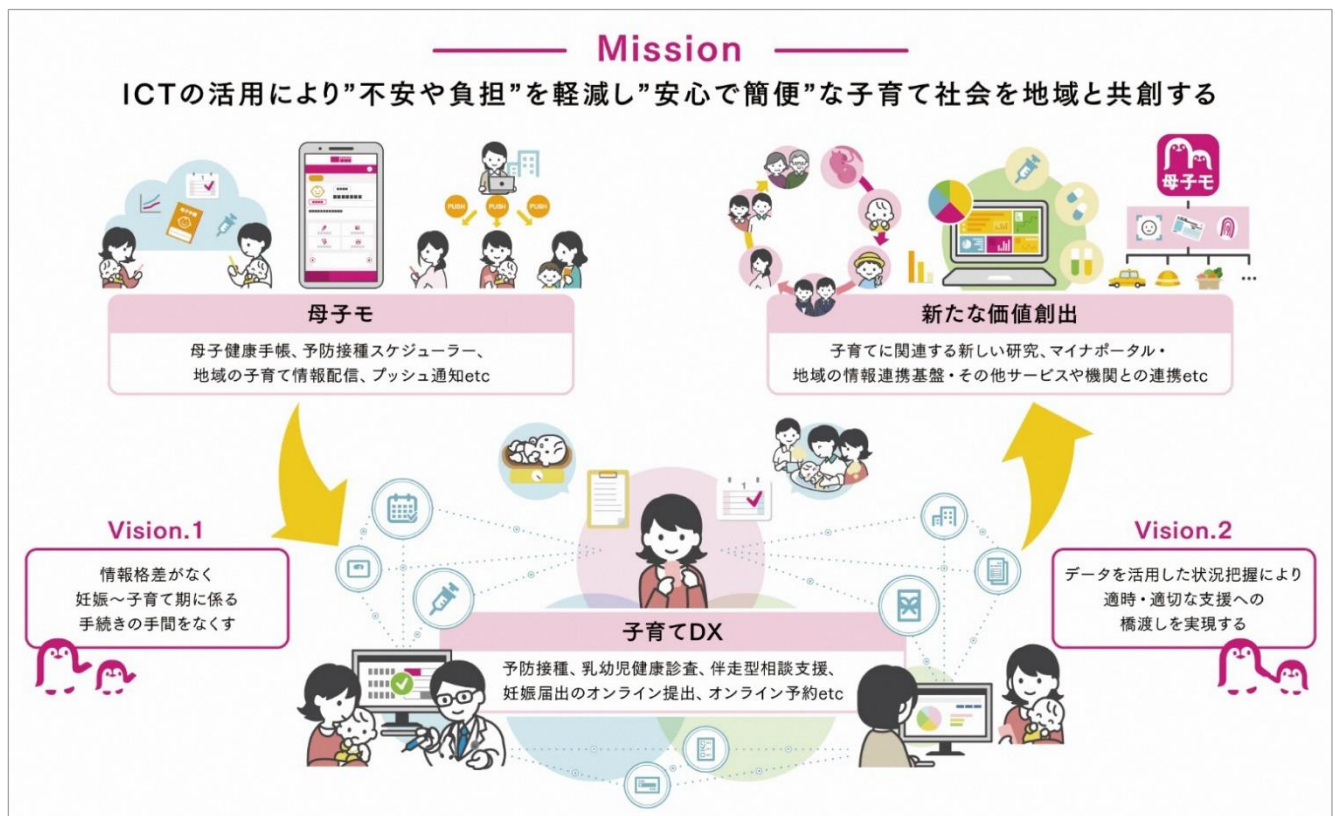 Mission
ICTの活用により”不安や負担”を軽減し”安心で簡便”な子育て社会を地域と共創する
PUSH
PUSH
PUSH
母子モ
母子モ
母子健康手帳、予防接種スケジューラー、
地域の子育て情報配信、プッシュ通知etc
新たな価値創出
子育てに関連する新しい研究、マイナポータル・
地域の情報連携基盤・その他サービスや機関との連携etc
Vision.1
情報格差がなく
妊娠~子育て期に係る
手続きの手間をなくす
子育てDX
予防接種、乳幼児健康診査、伴走型相談支援、
妊娠届出のオンライン提出、オンライン予約etc
Vision.2
データを活用した状況把握により
適時・適切な支援への
橋渡しを実現する